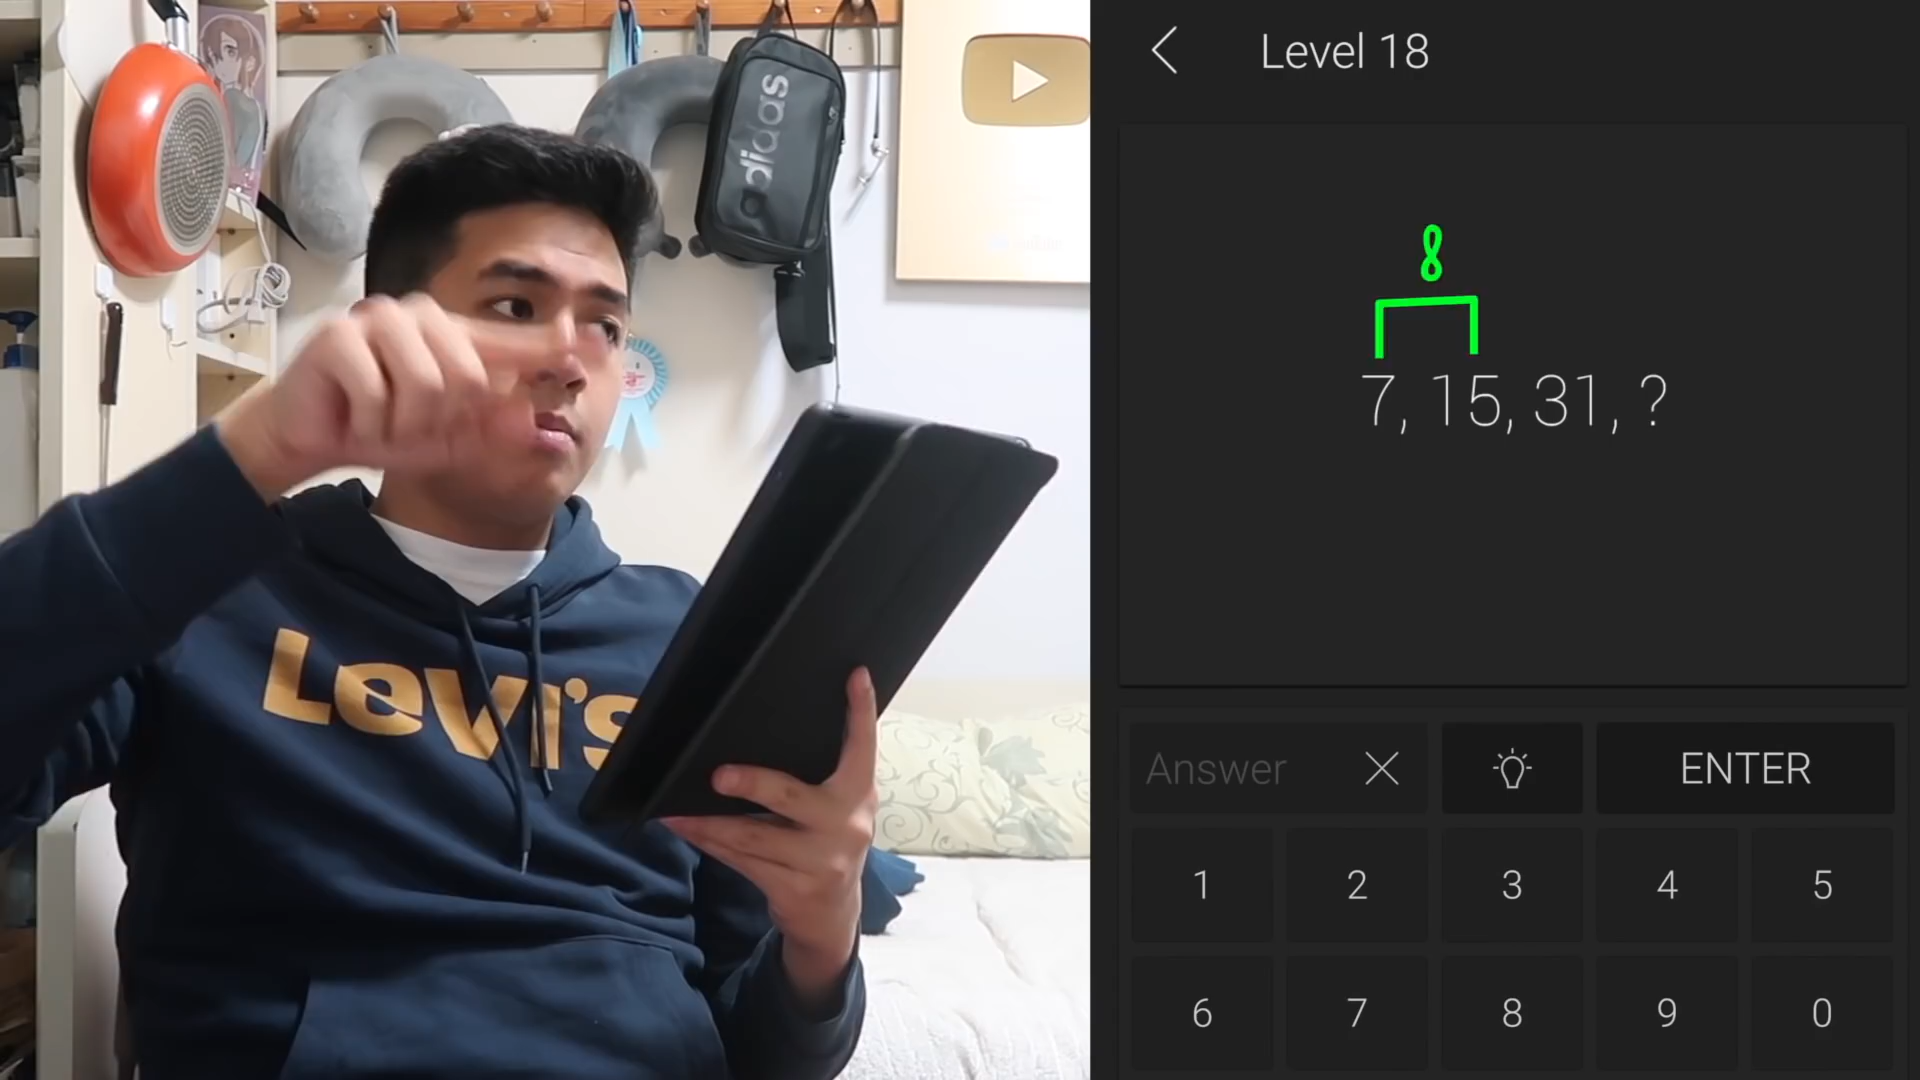 adidas
Levi's
Level 18
8
7, 15, 31, ?
Answer
ENTER
1 2 3 4 5
6 7 8 9 0